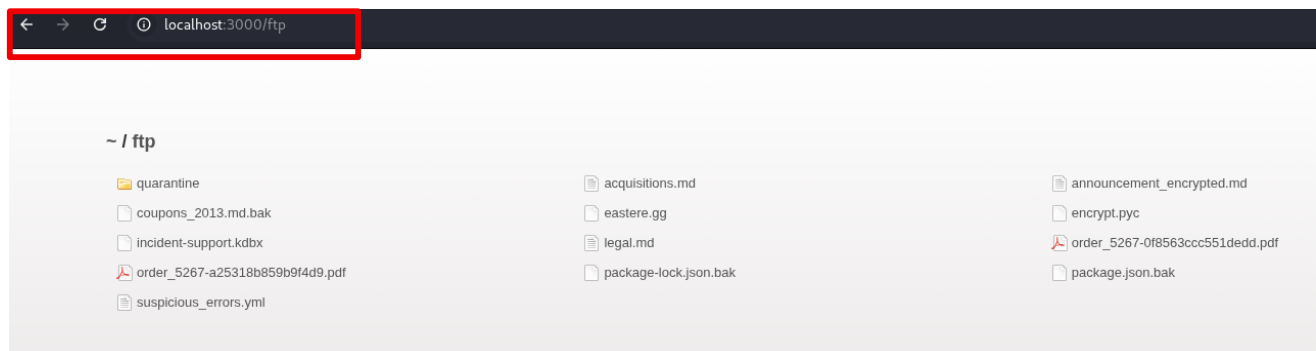 localhost:3000/ftp
~ / ftp
quarantine acquisitions.md announcement_encrypted.md
coupons_2013.md.bak eastere.gg encrypt.pyc
incident-support.kdbx legal.md order_5267-0f8563ccc551dedd.pdf
order_5267-a25318b859b9f4d9.pdf package-lock.json.bak package.json.bak
suspicious_errors.yml